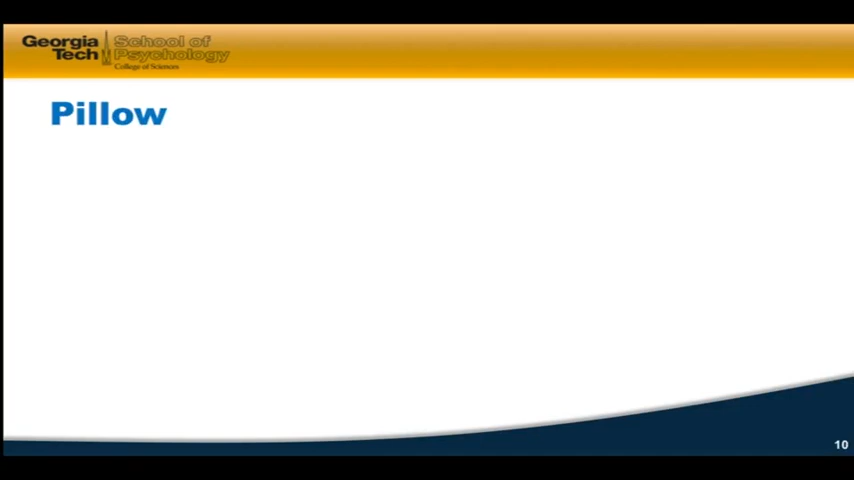 Georgia Tech
School of Psychology
College of Sciences
Pillow
10